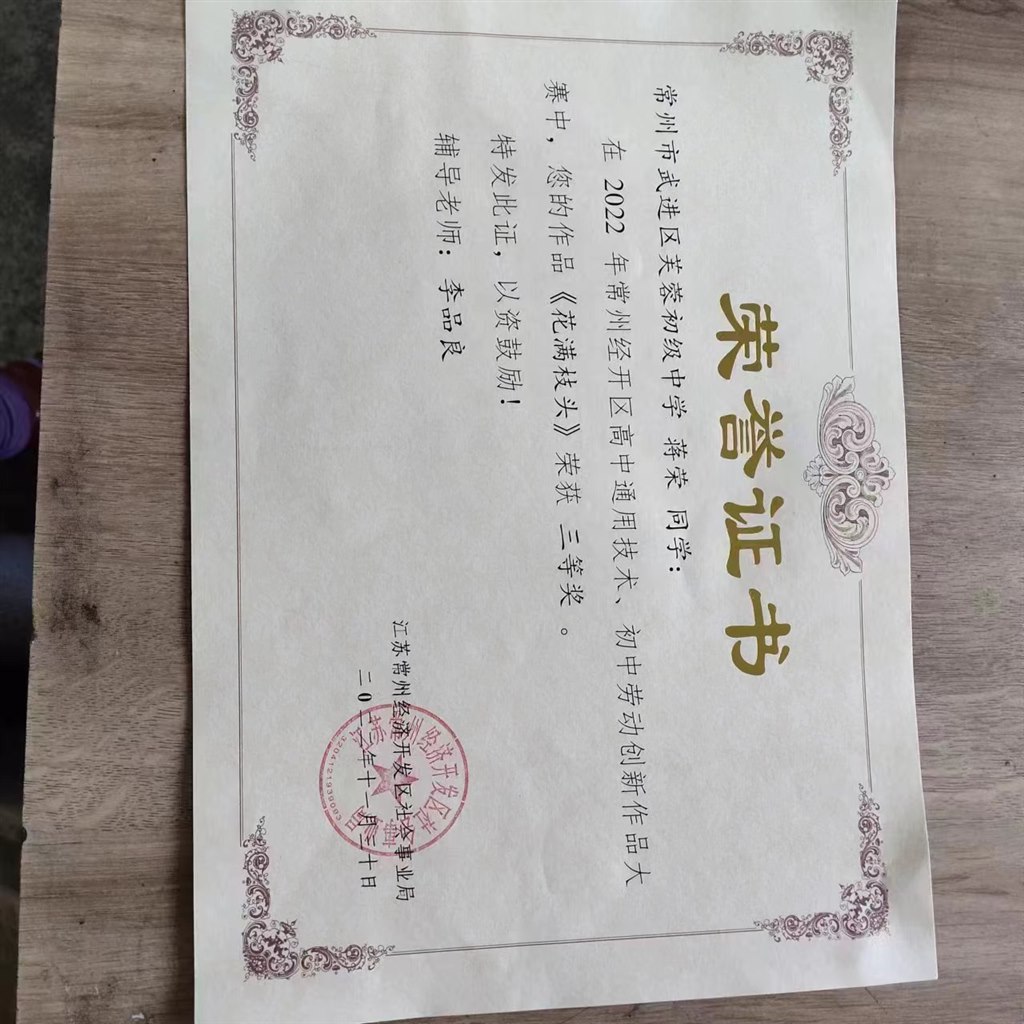 荣誉证书
常州市武进区芙蓉初级中学 蒋荣 同学：
在 2022 年常州经开区高中通用技术、初中劳动创新作品大
赛中，您的作品《花满枝头》荣获 三等奖 。
特发此证，以资鼓励！
辅导老师：李品良
江苏常州经济开发区社会事业局
二〇二二年十一月三十日